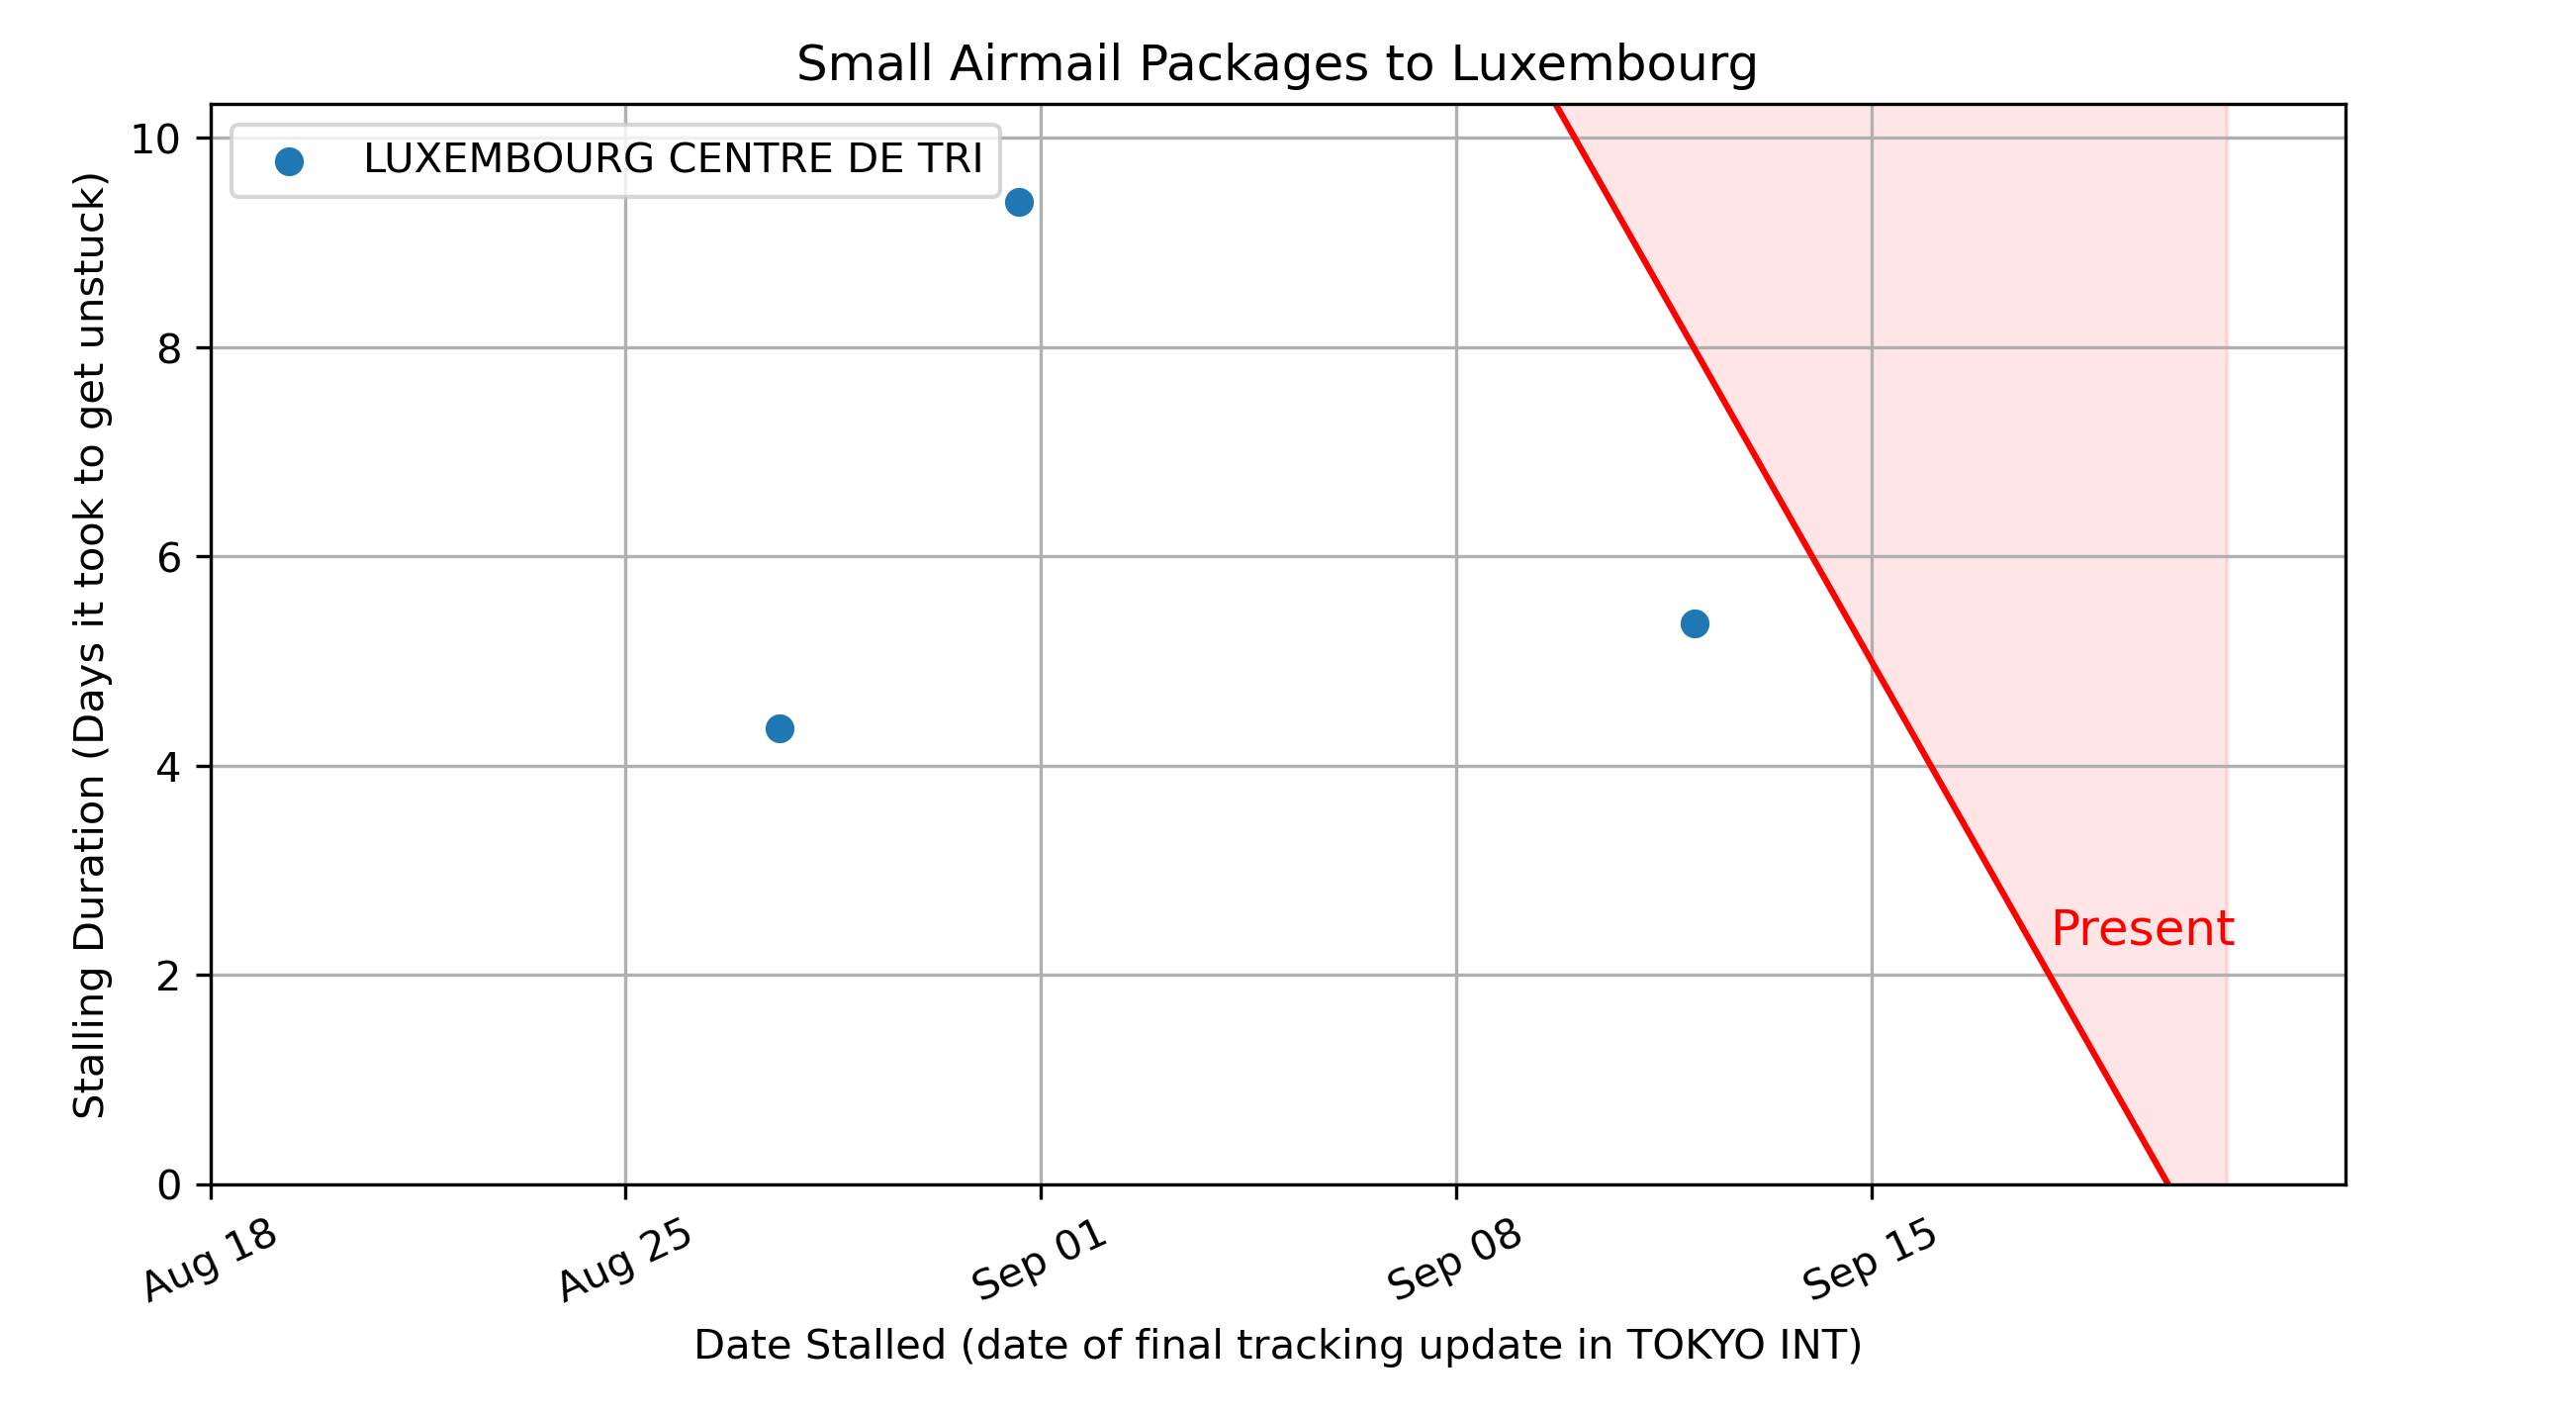 Small Airmail Packages to Luxembourg
LUXEMBOURG CENTRE DE TRI
Stalling Duration (Days it took to get unstuck)
10
8
6
4
2
0
Present
Aug 18
Aug 25
Sep 01
Sep 08
Sep 15
Date Stalled (date of final tracking update in TOKYO INT)